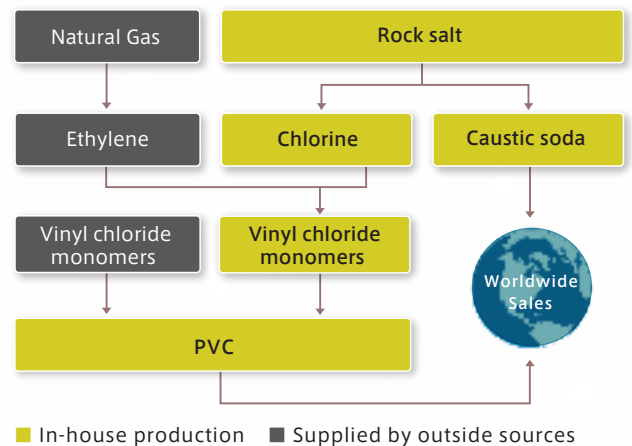 Natural Gas
Rock salt
Ethylene
Chlorine
Caustic soda
Vinyl chloride
monomers
Vinyl chloride
monomers
Worldwide
Sales
PVC
In-house production
Supplied by outside sources